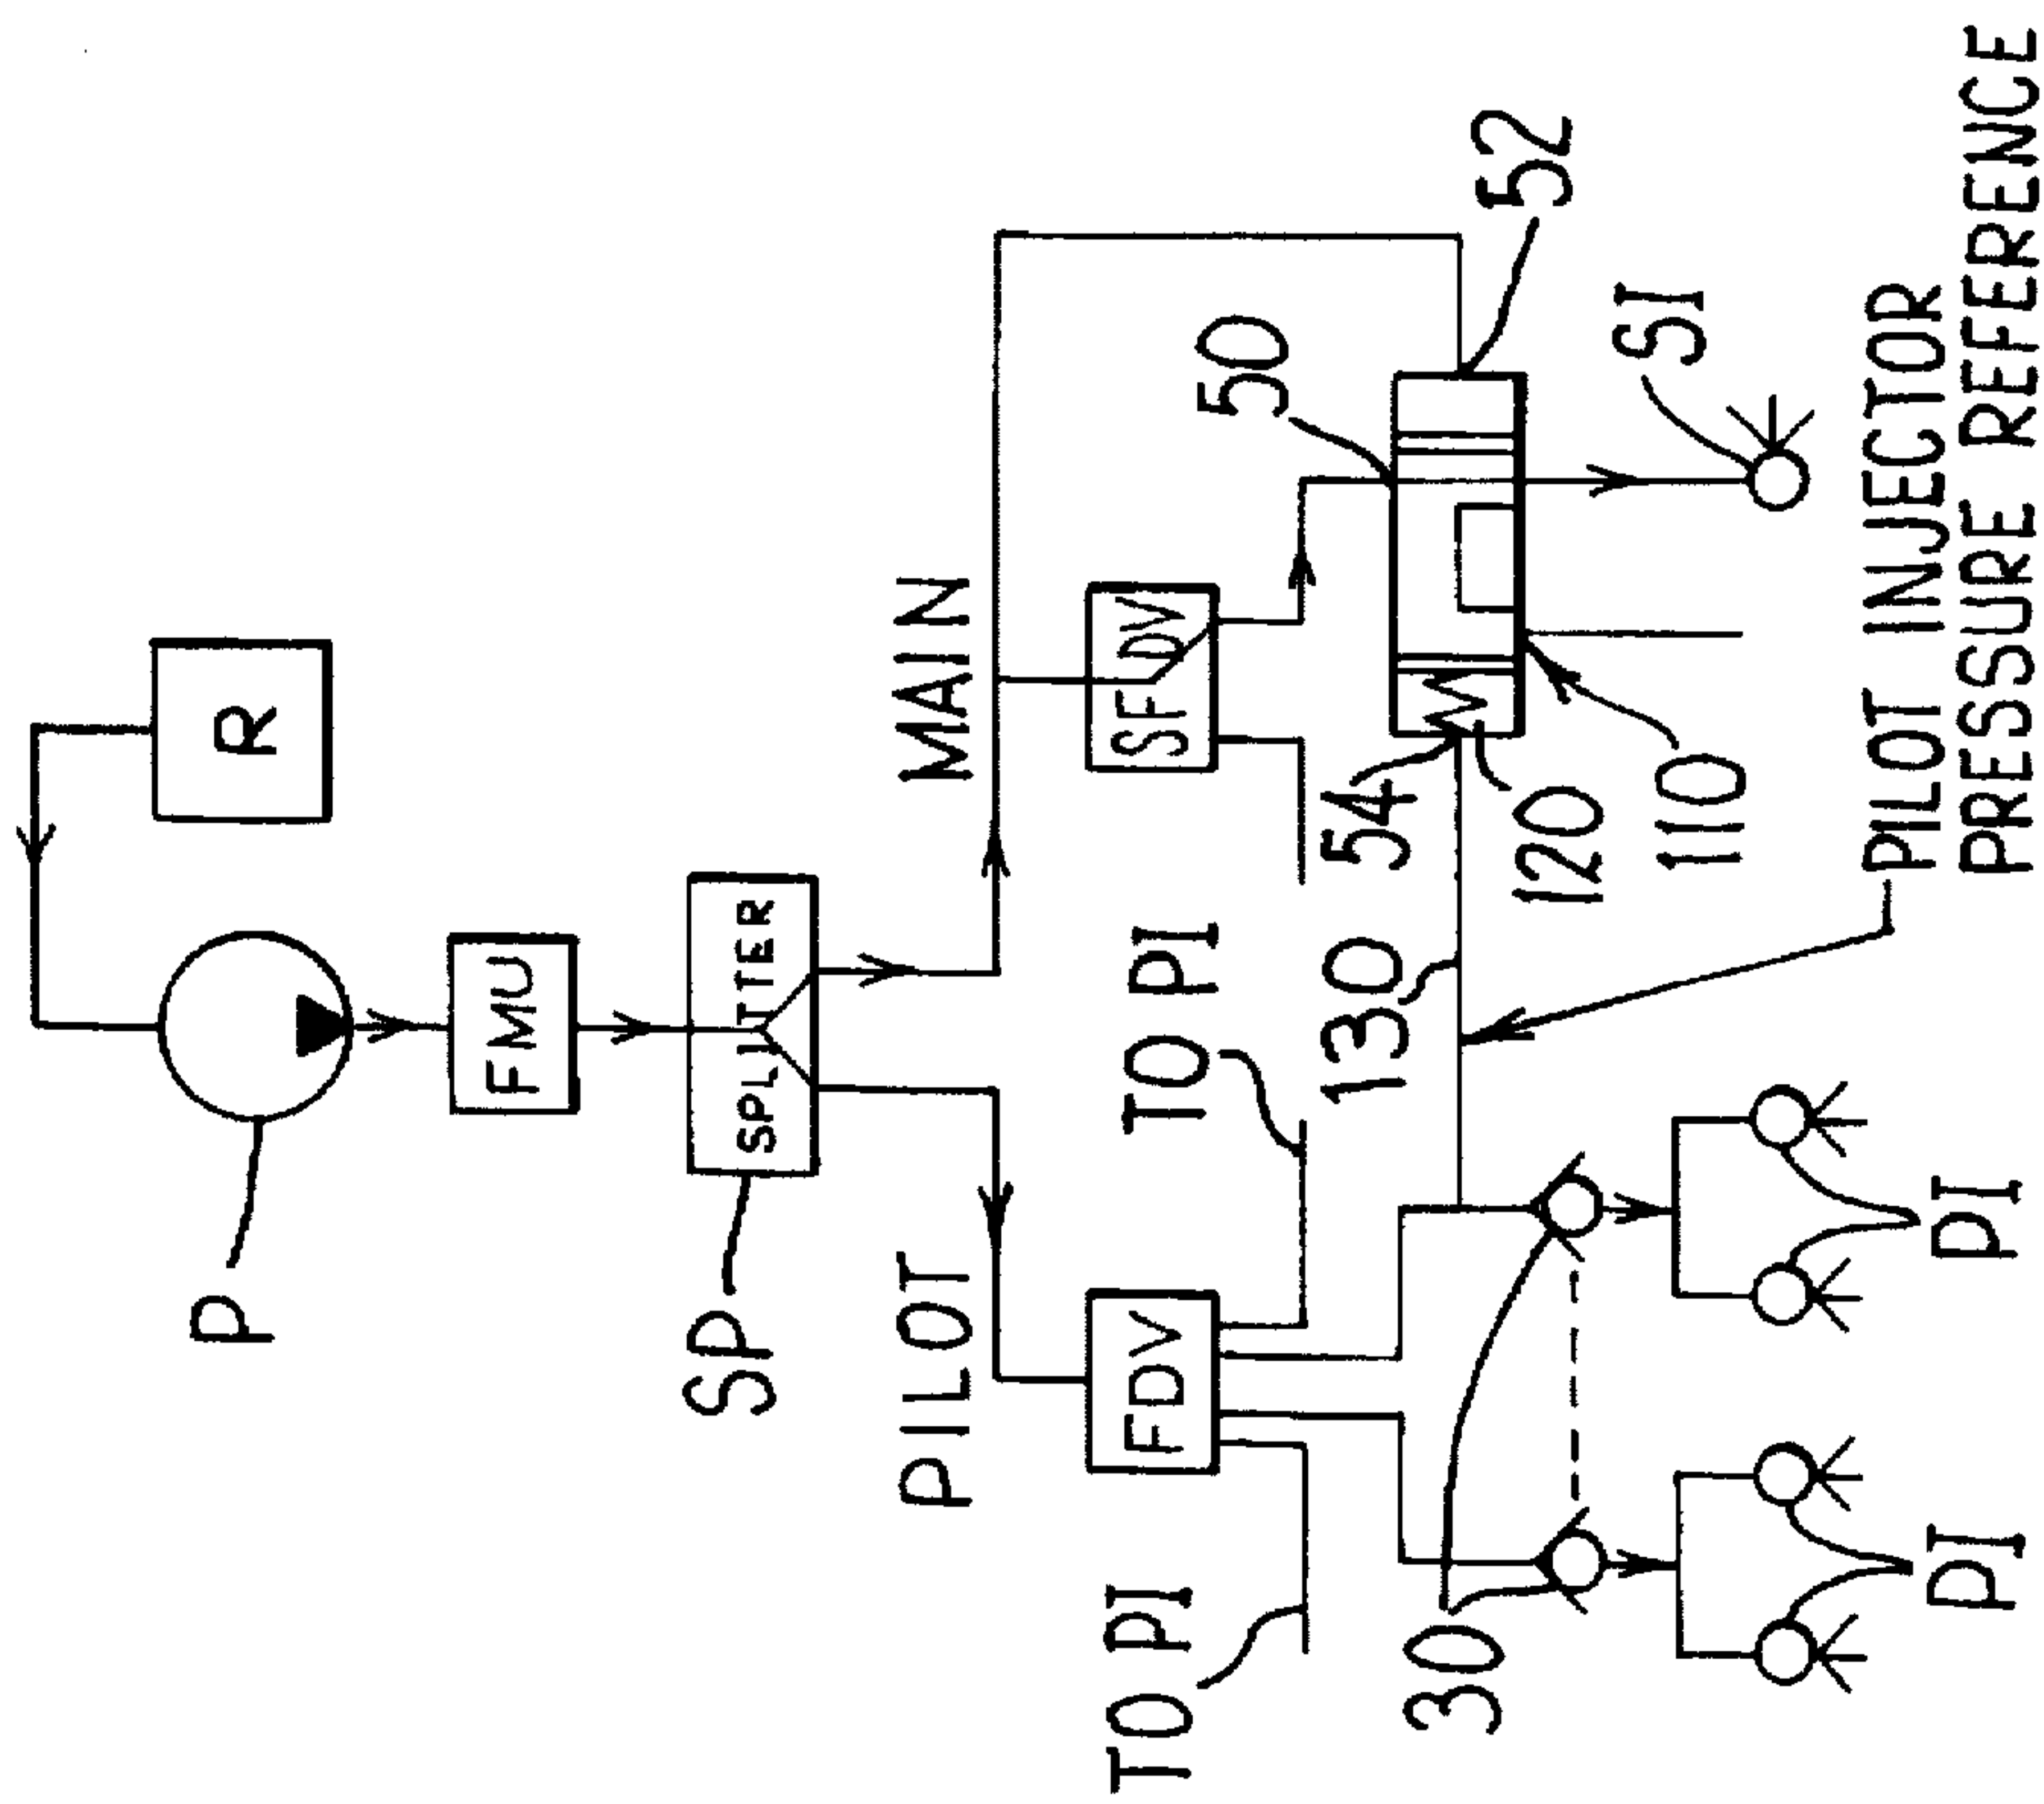 R
P
FMU
SPLITTER
SP
PILOT
MAIN
SF DV
FDV
50
52
TO PI
TO PI
54
130
30
120
110
SI
PI
PI
PILOT INJECTOR
PRESSURE REFERENCE